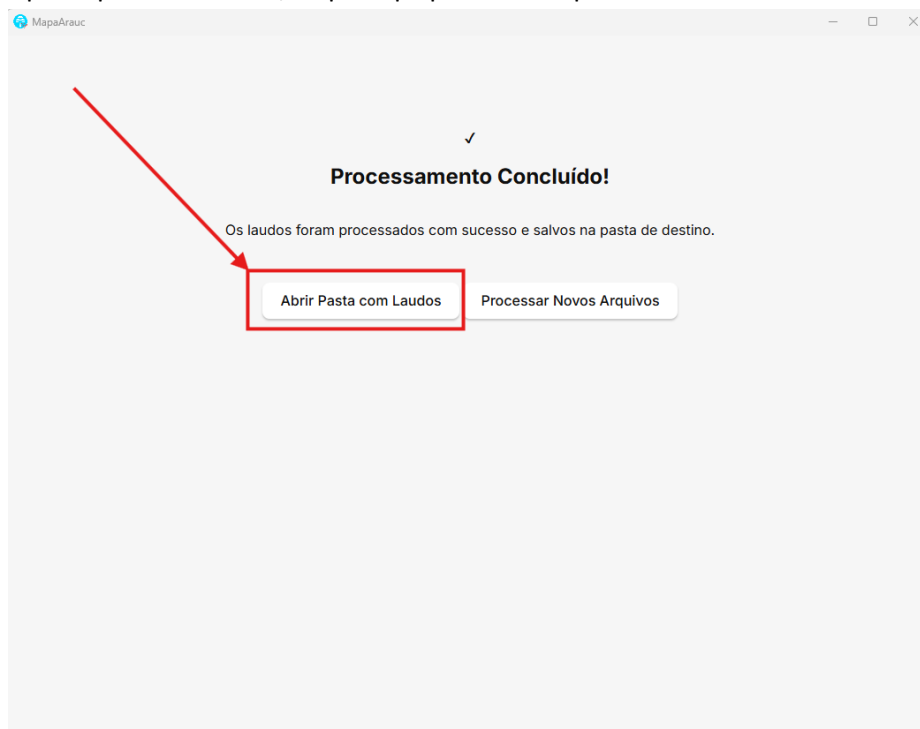 MapaArauc
✓
Processamento Concluído!
Os laudos foram processados com sucesso e salvos na pasta de destino.
Abrir Pasta com Laudos
Processar Novos Arquivos